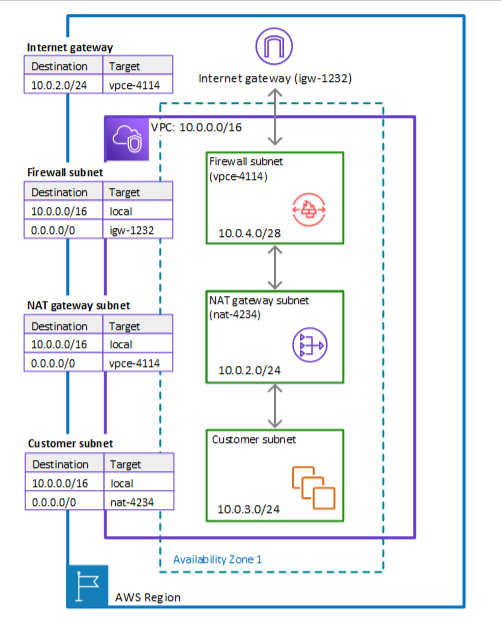 Internet gateway
Destination Target
10.0.2.0/24 vpce-4114
Internet gateway (igw-1232)
VPC: 10.0.0.0/16
Firewall subnet
Destination Target
10.0.0.0/16 local
0.0.0.0/0 igw-1232
Firewall subnet
(vpce-4114)
10.0.4.0/28
NAT gateway subnet
Destination Target
10.0.0.0/16 local
0.0.0.0/0 vpce-4114
NAT gateway subnet
(nat-4234)
10.0.2.0/24
Customer subnet
Destination Target
10.0.0.0/16 local
0.0.0.0/0 nat-4234
Customer subnet
10.0.3.0/24
Availability Zone 1
AWS Region